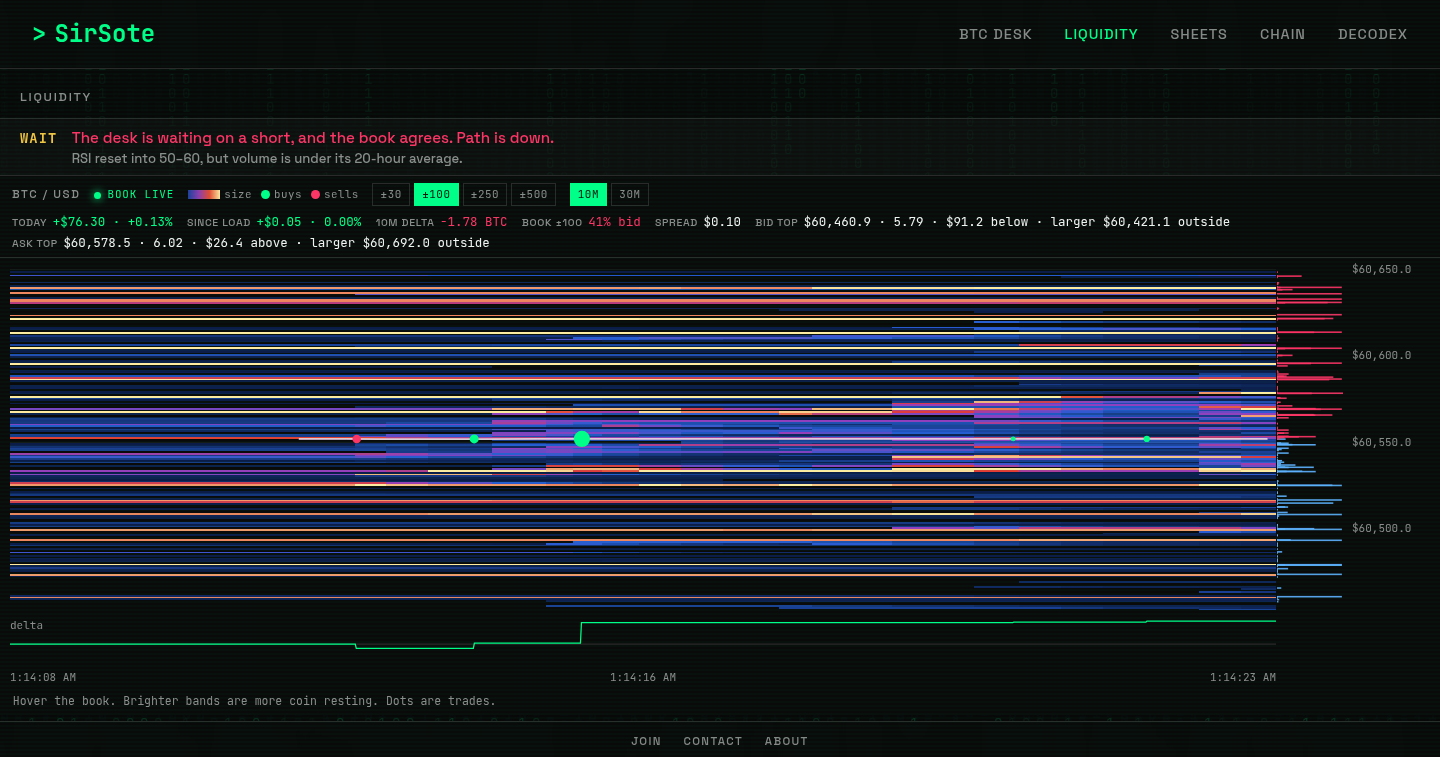 > SirSote
BTC DESK LIQUIDITY SHEETS CHAIN DECODEX
LIQUIDITY
WAIT The desk is waiting on a short, and the book agrees. Path is down.
RSI reset into 50–60, but volume is under its 20-hour average.
BTC / USD BOOK LIVE size buys sells ±30 ±100 ±250 ±500 10M 30M
TODAY +$76.30 · +0.13% SINCE LOAD +$0.05 · 0.00% 10M DELTA -1.78 BTC BOOK ±100 41% bid SPREAD $0.10 BID TOP $60,460.9 · 5.79 · $91.2 below · larger $60,421.1 outside
ASK TOP $60,578.5 · 6.02 · $26.4 above · larger $60,692.0 outside
$60,650.0
$60,600.0
$60,550.0
$60,500.0
delta
1:14:08 AM 1:14:16 AM 1:14:23 AM
Hover the book. Brighter bands are more coin resting. Dots are trades.
JOIN CONTACT ABOUT